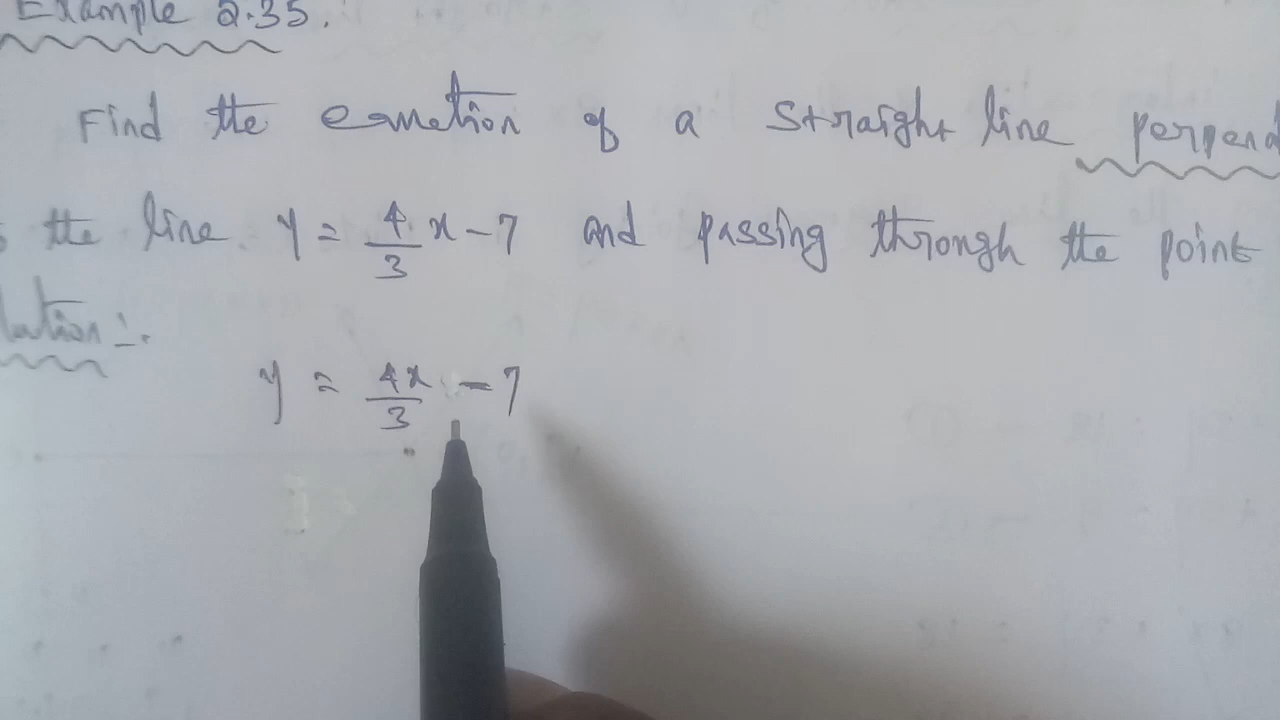 Example 2.35.
Find the equation of a straight line perpend
the line y = 4/3 x - 7 and passing through the point
lution :-
y = 4x/3 - 7